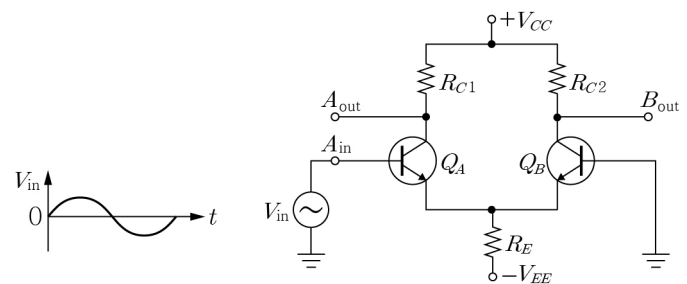 +V_CC
R_C1
R_C2
A_out
B_out
A_in
Q_A
Q_B
V_in
0
t
V_in
R_E
−V_EE